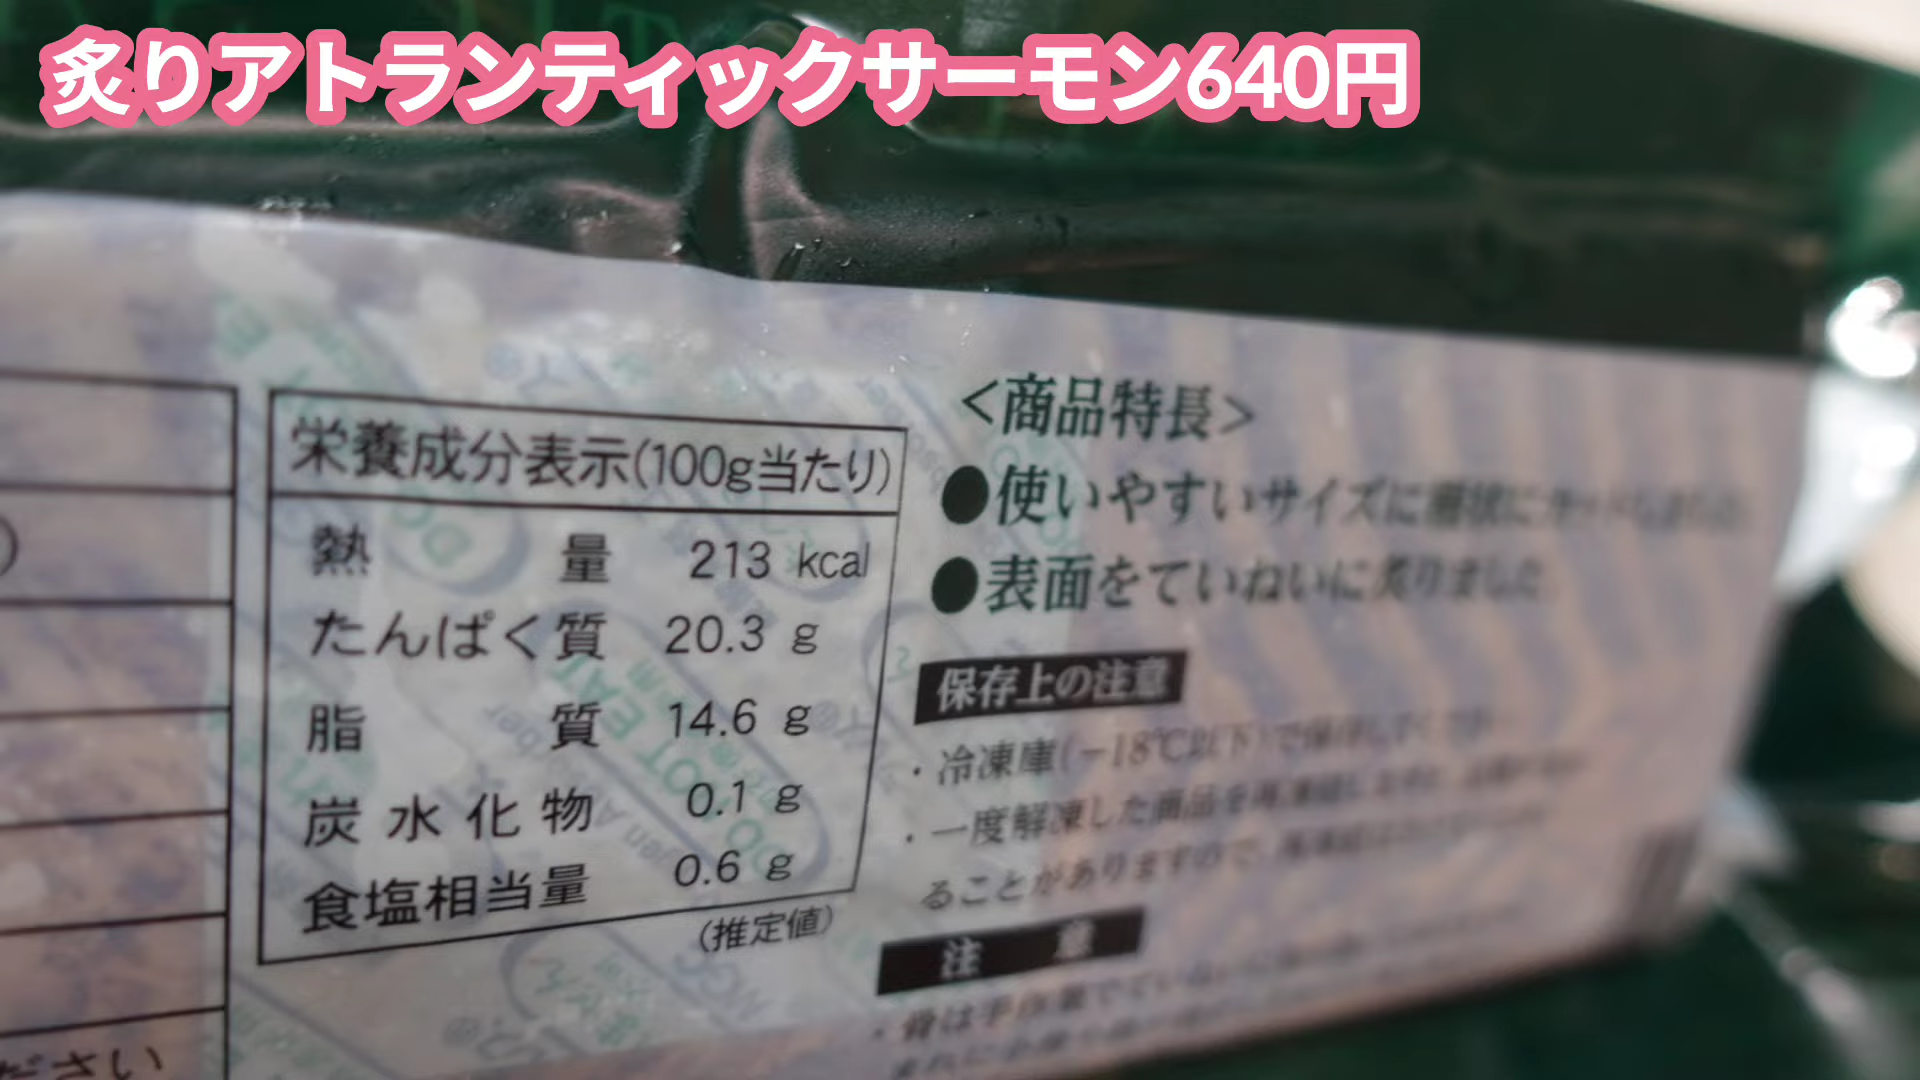 炙りアトランティックサーモン640円
栄養成分表示(100g当たり)
熱量 213 kcal
たんぱく質 20.3 g
脂質 14.6 g
炭水化物 0.1 g
食塩相当量 0.6 g
(推定値)
<商品特長>
●使いやすいサイズに
●表面をていねいに炙りました
保存上の注意
・冷凍庫(-18℃以下)で保存して
・一度解凍した商品を再凍結
ることがありますので
注意
・骨は手作業で
ださい